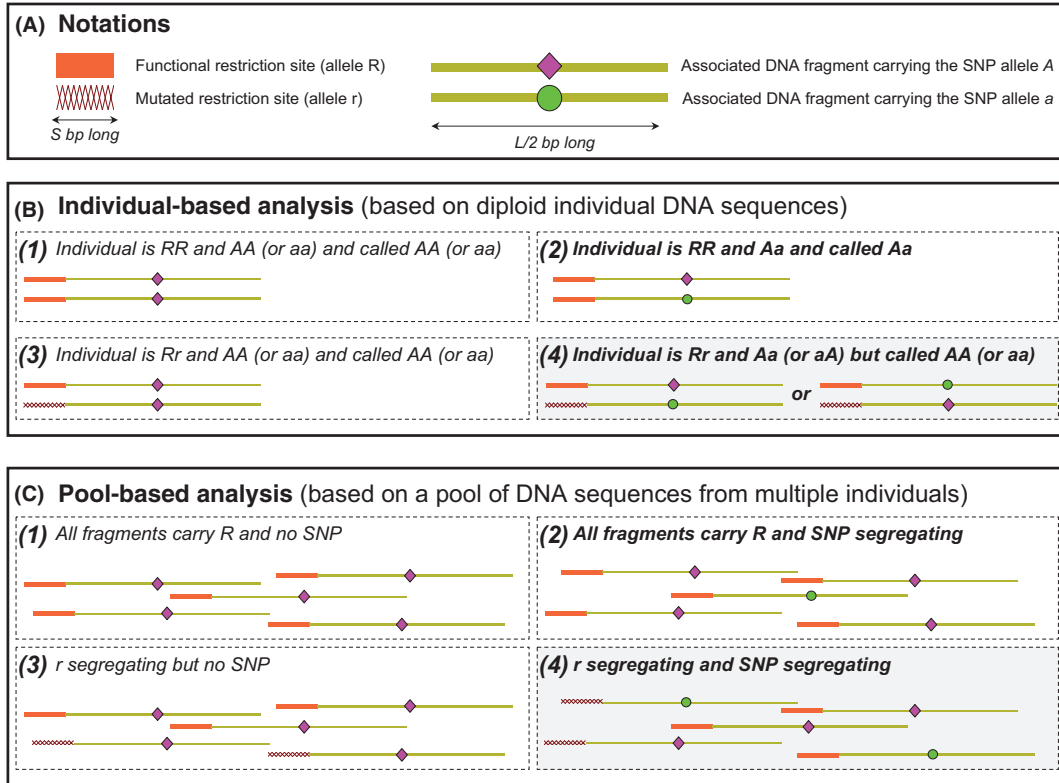 (A) Notations
Functional restriction site (allele R)
Mutated restriction site (allele r)
S bp long
Associated DNA fragment carrying the SNP allele A
Associated DNA fragment carrying the SNP allele a
L/2 bp long
(B) Individual-based analysis (based on diploid individual DNA sequences)
(1) Individual is RR and AA (or aa) and called AA (or aa)
(2) Individual is RR and Aa and called Aa
(3) Individual is Rr and AA (or aa) and called AA (or aa)
(4) Individual is Rr and Aa (or aA) but called AA (or aa)
or
(C) Pool-based analysis (based on a pool of DNA sequences from multiple individuals)
(1) All fragments carry R and no SNP
(2) All fragments carry R and SNP segregating
(3) r segregating but no SNP
(4) r segregating and SNP segregating